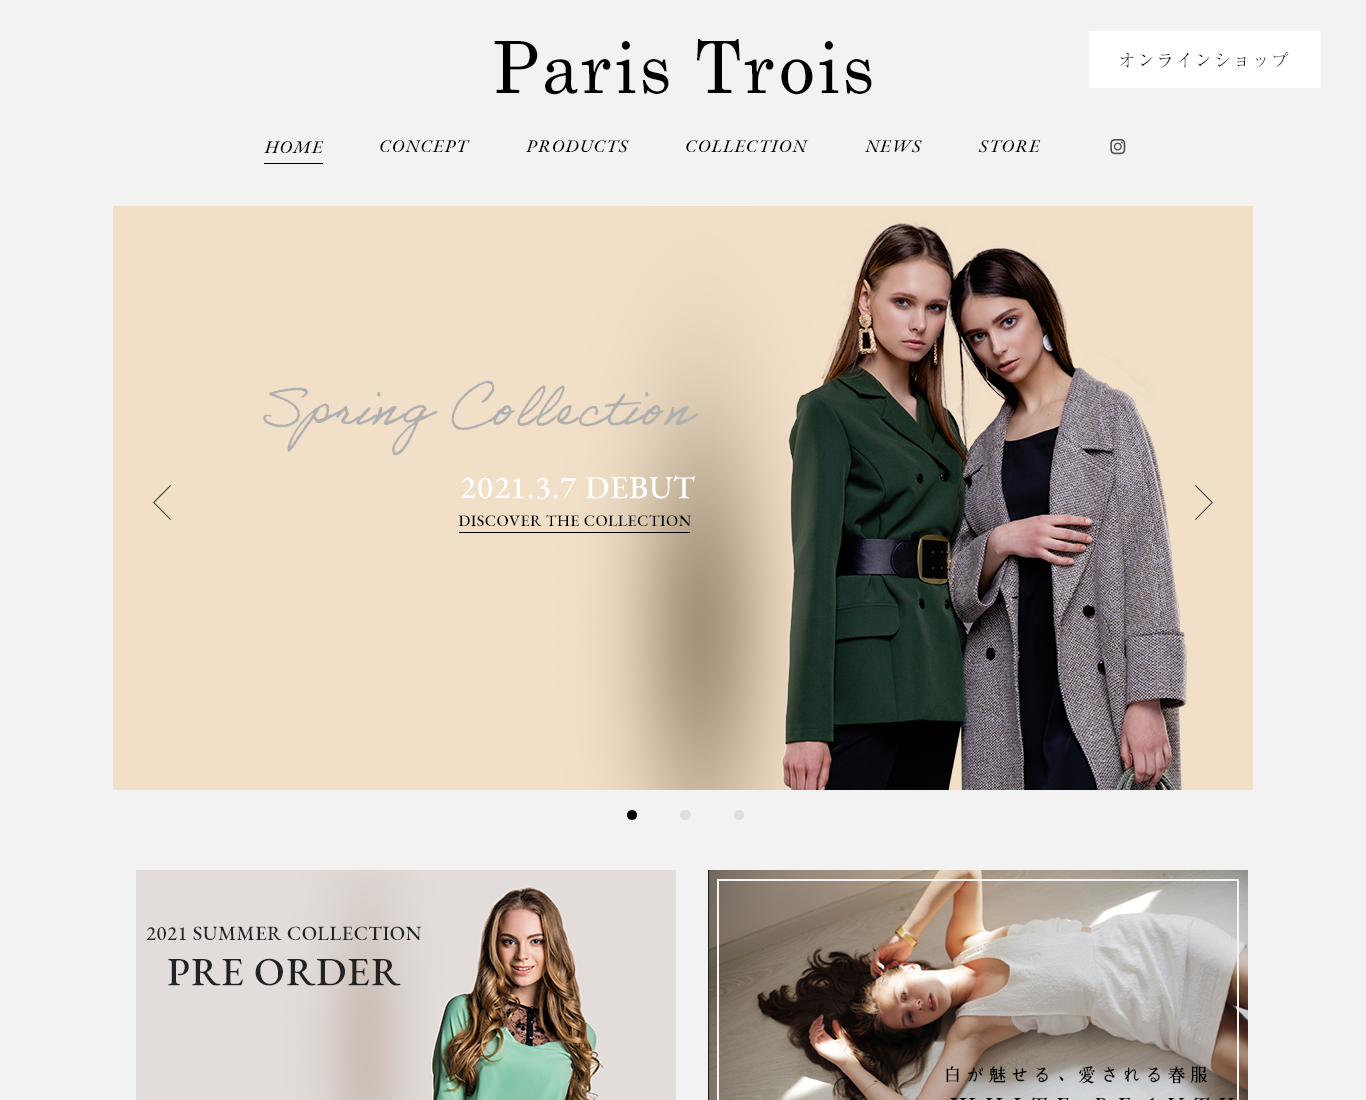 Paris Trois
オンラインショップ
HOME CONCEPT PRODUCTS COLLECTION NEWS STORE
Spring Collection
2021.3.7 DEBUT
DISCOVER THE COLLECTION
2021 SUMMER COLLECTION
PRE ORDER
白が魅せる、愛される春服